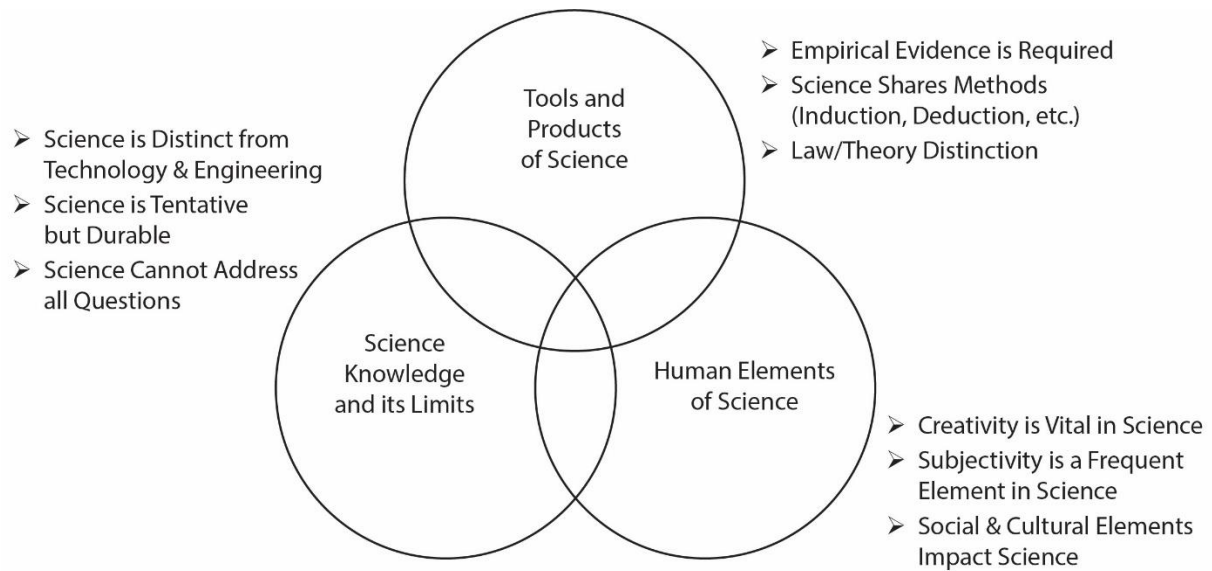 Tools and
Products
of Science
➢ Empirical Evidence is Required
➢ Science Shares Methods
(Induction, Deduction, etc.)
➢ Law/Theory Distinction
➢ Science is Distinct from
Technology & Engineering
➢ Science is Tentative
but Durable
➢ Science Cannot Address
all Questions
Science
Knowledge
and its Limits
Human Elements
of Science
➢ Creativity is Vital in Science
➢ Subjectivity is a Frequent
Element in Science
➢ Social & Cultural Elements
Impact Science